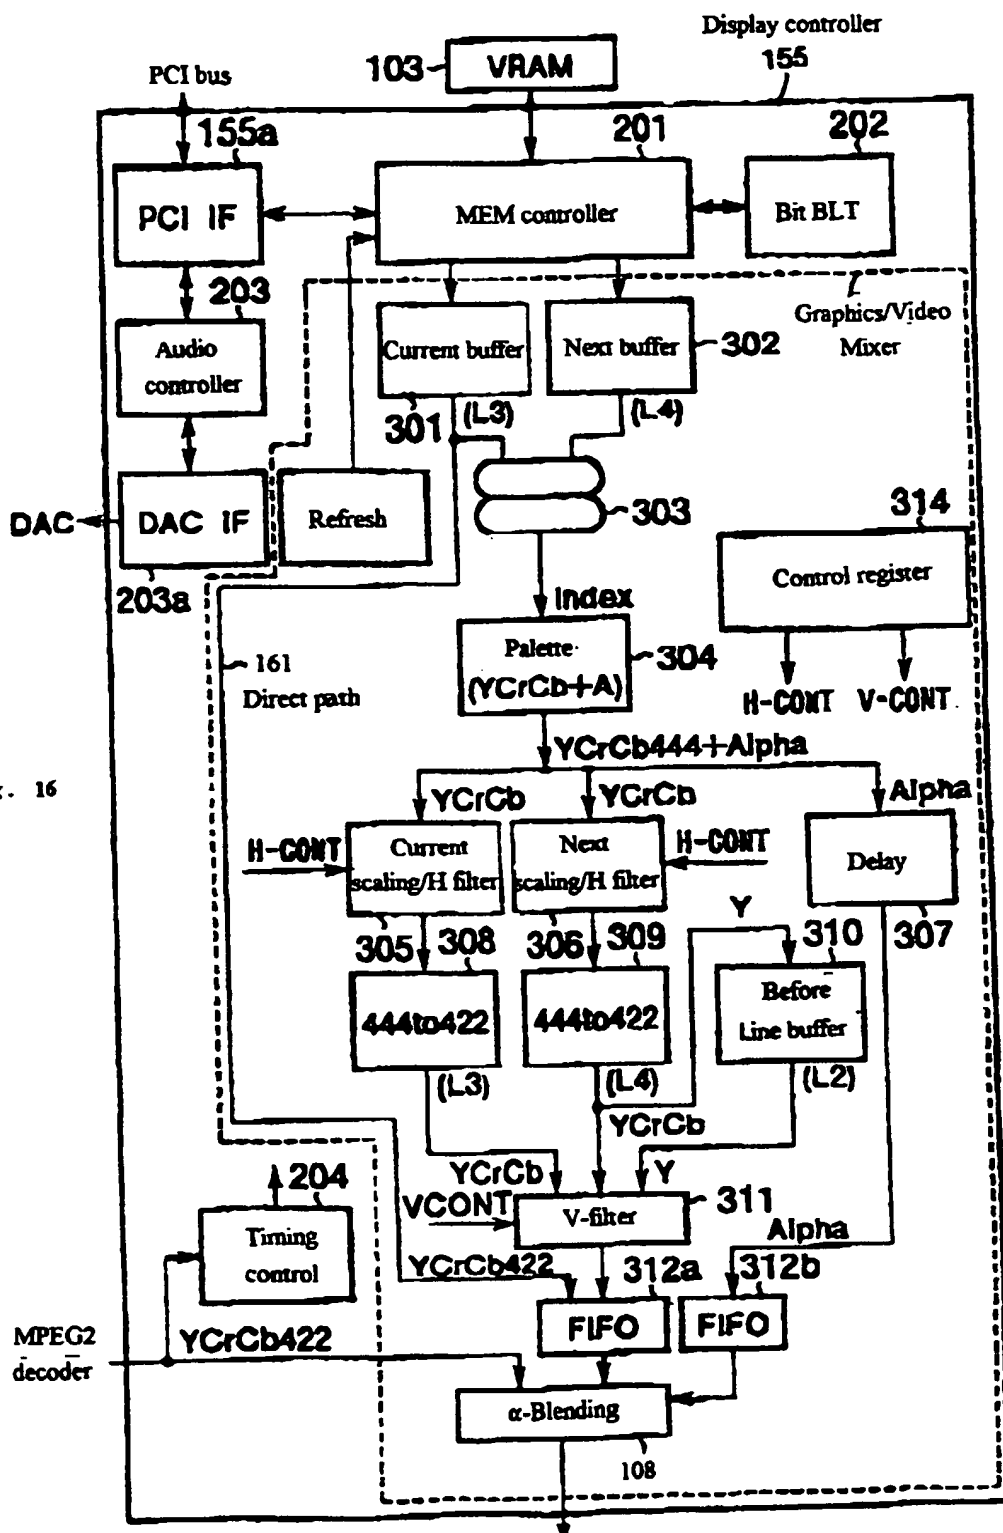 Display controller
155
103
VRAM
PCI bus
155a
201
202
PCI IF
MEM controller
Bit BLT
203
Graphics/Video
Mixer
Audio
controller
Current buffer
Next buffer
302
301
(L3)
(L4)
DAC
DAC IF
Refresh
303
314
203a
Control register
Index
Palette
(YCrCb+A)
304
161
Direct path
H-CONT
V-CONT
YCrCb444+Alpha
16
YCrCb
YCrCb
Alpha
H-CONT
Current
scaling/H filter
Next
scaling/H filter
H-CONT
Delay
305
308
306
309
Y
310
307
444to422
444to422
Before
Line buffer
(L3)
(L4)
(L2)
YCrCb
YCrCb
Y
VCONT
V-filter
311
204
Timing
control
Alpha
YCrCb422
312a
312b
FIFO
FIFO
MPEG2
decoder
YCrCb422
α-Blending
108